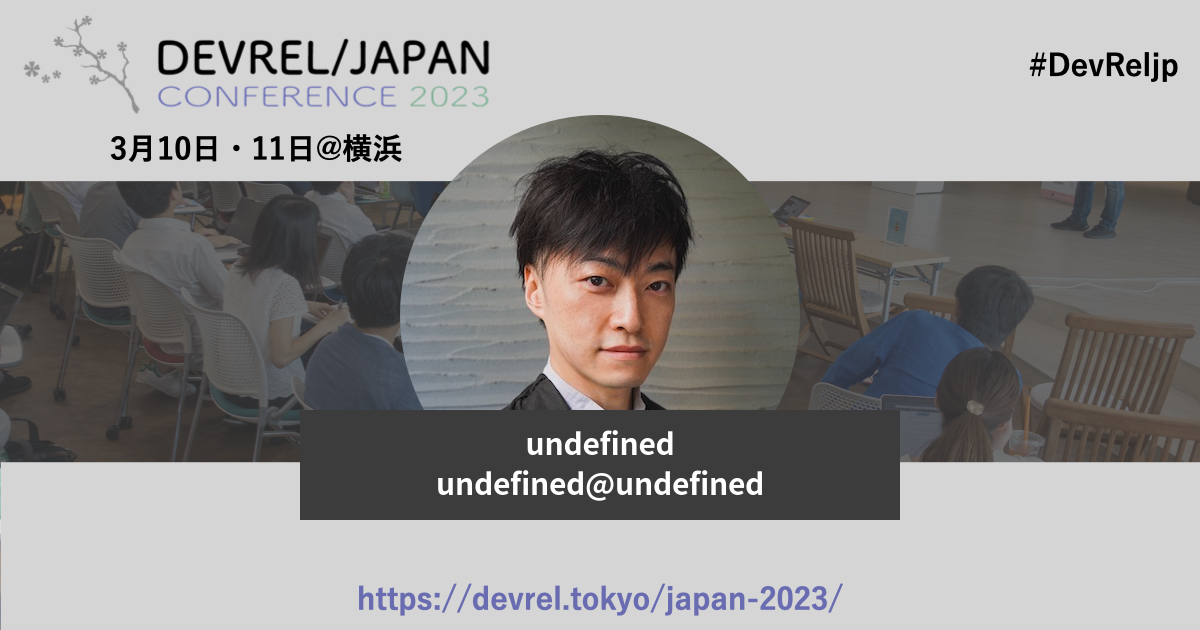 DEVREL/JAPAN
CONFERENCE 2023
#DevReljp
3月10日・11日@横浜
undefined
undefined@undefined
https://devrel.tokyo/japan-2023/